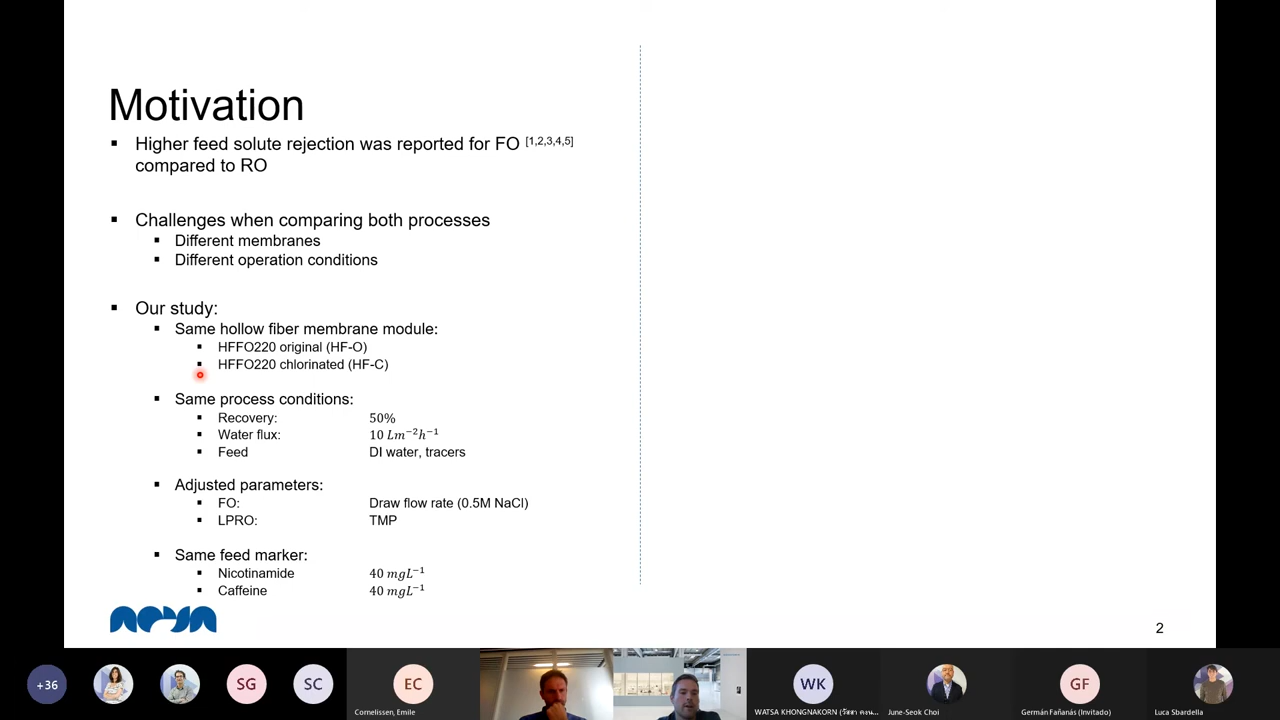 Motivation
▪ Higher feed solute rejection was reported for FO [1,2,3,4,5]
compared to RO
▪ Challenges when comparing both processes
▪ Different membranes
▪ Different operation conditions
▪ Our study:
▪ Same hollow fiber membrane module:
▪ HFFO220 original (HF-O)
▪ HFFO220 chlorinated (HF-C)
▪ Same process conditions:
▪ Recovery: 50%
▪ Water flux: 10 Lm⁻²h⁻¹
▪ Feed DI water, tracers
▪ Adjusted parameters:
▪ FO: Draw flow rate (0.5M NaCl)
▪ LPRO: TMP
▪ Same feed marker:
▪ Nicotinamide 40 mgL⁻¹
▪ Caffeine 40 mgL⁻¹
2
+36
SG
SC
EC
Cornelissen, Emile
WK
WATSA KHONGNAKORN
June-Seok Choi
GF
Germán Fañanás (Invitado)
Luca Sbardella